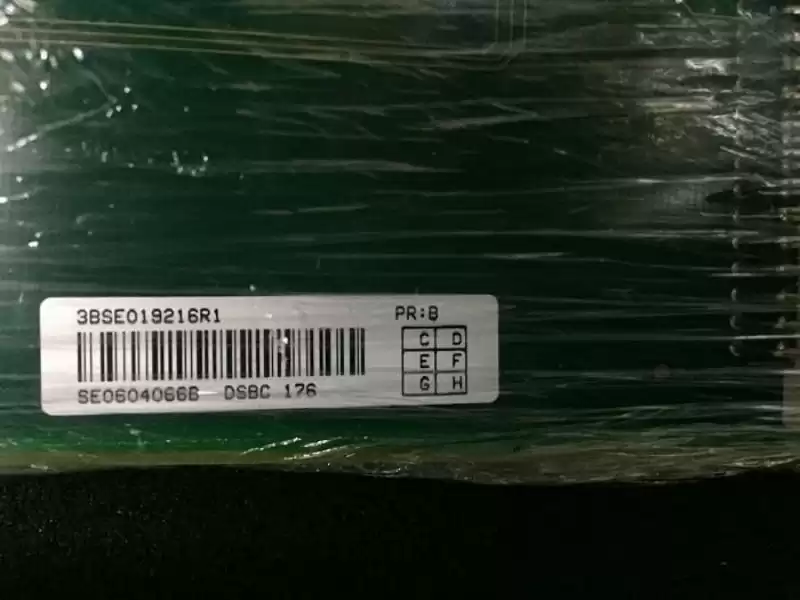 3BSE019216R1 PR:B
C D
E F
G H
SE0604066B DSBC 176